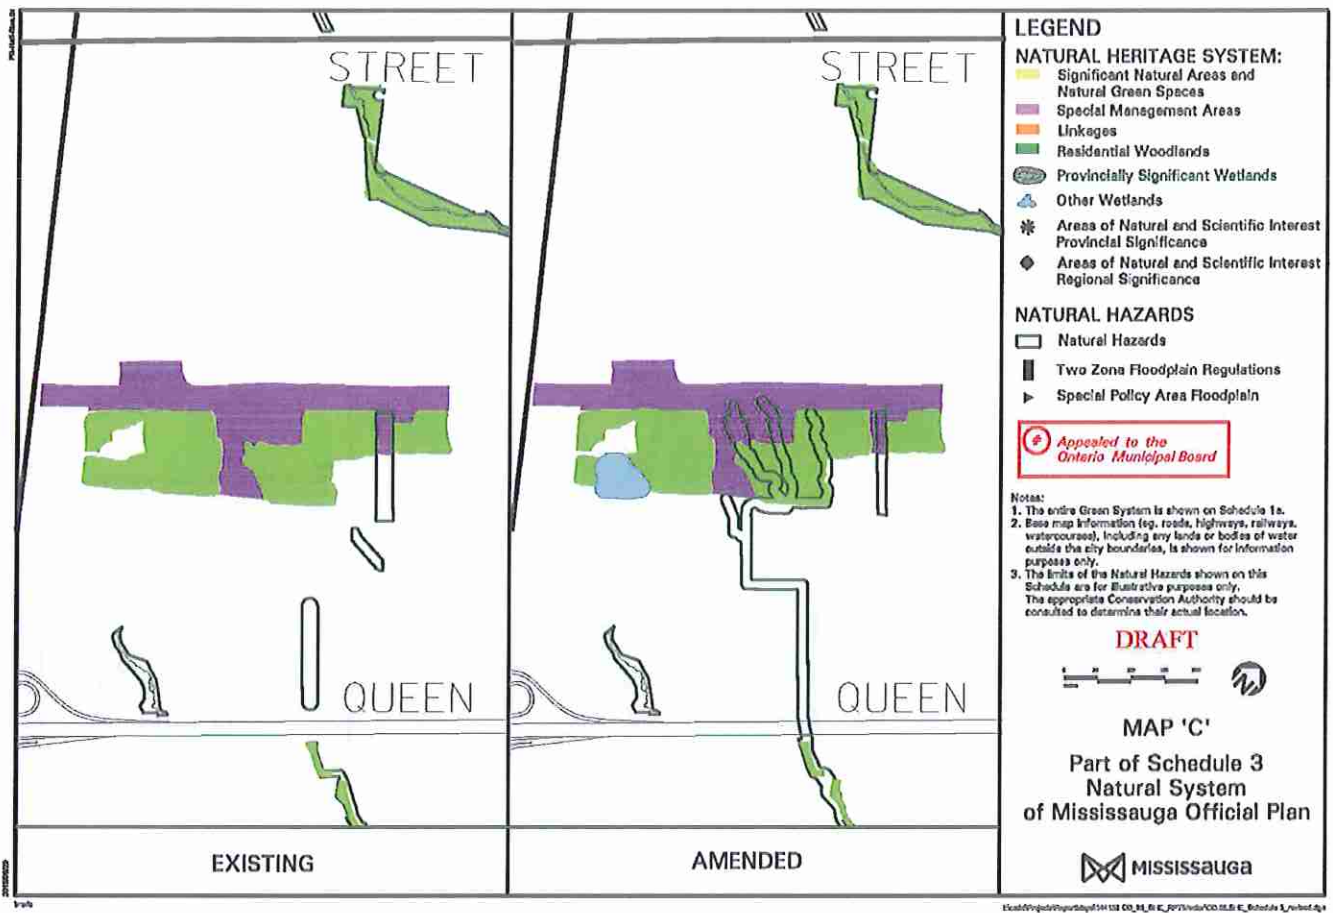 STREET
QUEEN
EXISTING
STREET
QUEEN
AMENDED
LEGEND
NATURAL HERITAGE SYSTEM:
Significant Natural Areas and
Natural Green Spaces
Special Management Areas
Linkages
Residential Woodlands
Provincially Significant Wetlands
Other Wetlands
Areas of Natural and Scientific Interest
Provincial Significance
Areas of Natural and Scientific Interest
Regional Significance
NATURAL HAZARDS
Natural Hazards
Two Zone Floodplain Regulations
Special Policy Area Floodplain
# Appealed to the
Ontario Municipal Board
Notes:
1. The entire Green System is shown on Schedule 1a.
2. Base map information (eg. roads, highways, railways,
watercourses), including any lands or bodies of water
outside the city boundaries, is shown for information
purposes only.
3. The limits of the Natural Hazards shown on this
Schedule are for illustrative purposes only.
The appropriate Conservation Authority should be
consulted to determine their actual location.
DRAFT
MAP 'C'
Part of Schedule 3
Natural System
of Mississauga Official Plan
MISSISSAUGA